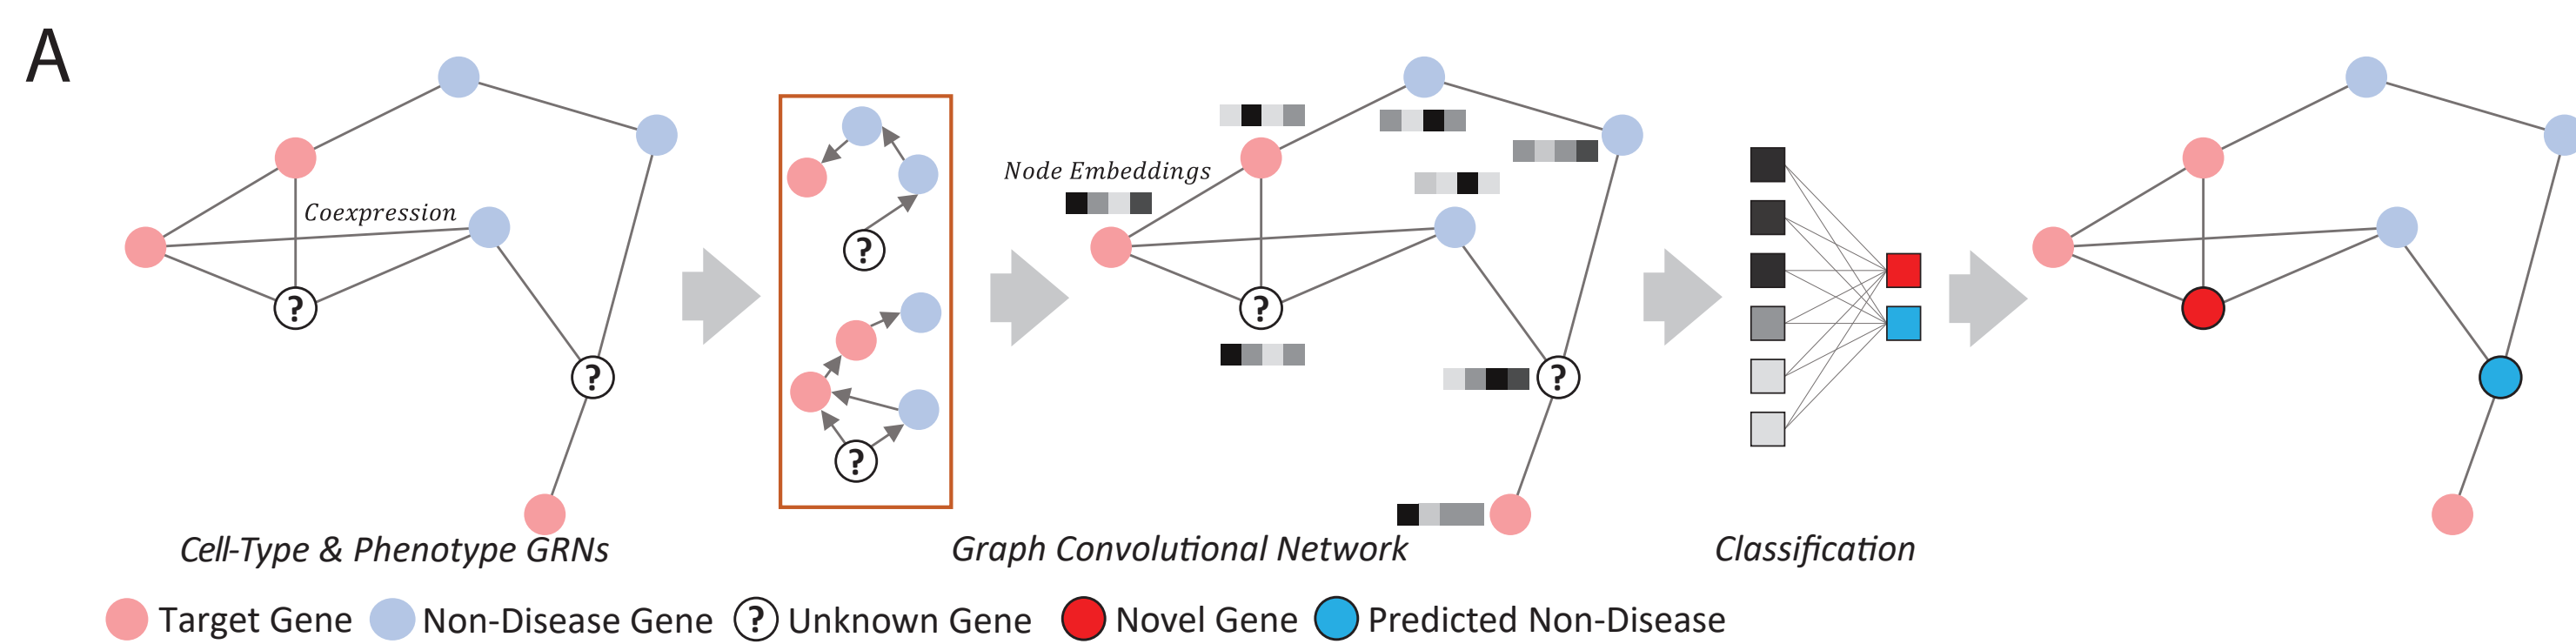 A
Coexpression
?
?
?
?
Node Embeddings
?
?
Cell-Type & Phenotype GRNs
Graph Convolutional Network
Classification
Target Gene
Non-Disease Gene
? Unknown Gene
Novel Gene
Predicted Non-Disease